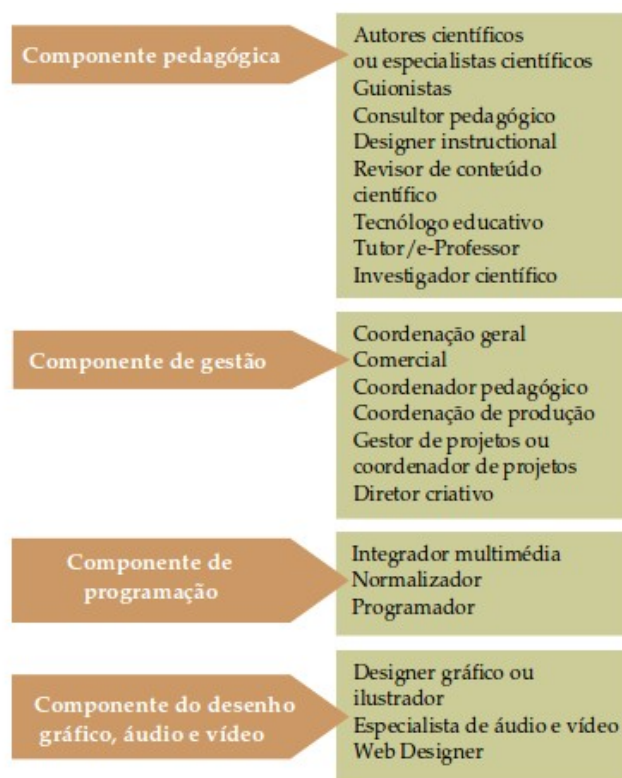 Componente pedagógica
Autores científicos
ou especialistas científicos
Guionistas
Consultor pedagógico
Designer instructional
Revisor de conteúdo
científico
Tecnólogo educativo
Tutor/e-Professor
Investigador científico
Componente de gestão
Coordenação geral
Comercial
Coordenador pedagógico
Coordenação de produção
Gestor de projetos ou
coordenador de projetos
Diretor criativo
Componente de
programação
Integrador multimédia
Normalizador
Programador
Componente do desenho
gráfico, áudio e vídeo
Designer gráfico ou
ilustrador
Especialista de áudio e vídeo
Web Designer